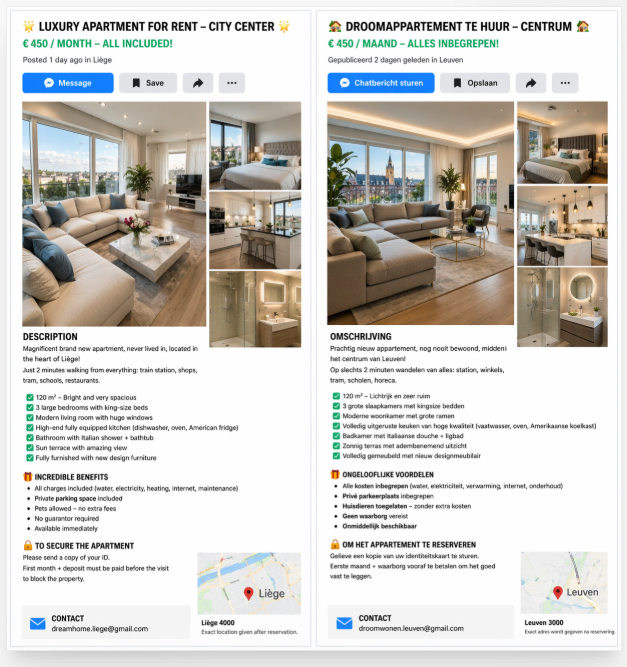 🌟 LUXURY APARTMENT FOR RENT – CITY CENTER 🌟
€ 450 / MONTH – ALL INCLUDED!
Posted 1 day ago in Liège
Message
Save
DESCRIPTION
Magnificent brand new apartment, never lived in, located in
the heart of Liège!
Just 2 minutes walking from everything: train station, shops,
tram, schools, restaurants.
✅ 120 m² – Bright and very spacious
✅ 3 large bedrooms with king-size beds
✅ Modern living room with huge windows
✅ High-end fully equipped kitchen (dishwasher, oven, American fridge)
✅ Bathroom with Italian shower + bathtub
✅ Sun terrace with amazing view
✅ Fully furnished with new design furniture
🎁 INCREDIBLE BENEFITS
• All charges included (water, electricity, heating, internet, maintenance)
• Private parking space included
• Pets allowed – no extra fees
• No guarantor required
• Available immediately
🔒 TO SECURE THE APARTMENT
Please send a copy of your ID.
First month + deposit must be paid before the visit
to block the property.
Liège
CONTACT
dreamhome.liege@gmail.com
Liège 4000
Exact location given after reservation.
🏡 DROOMAPPARTEMENT TE HUUR – CENTRUM 🏡
€ 450 / MAAND – ALLES INBEGREPEN!
Gepubliceerd 2 dagen geleden in Leuven
Chatbericht sturen
Opslaan
OMSCHRIJVING
Prachtig nieuw appartement, nog nooit bewoond, middeni
het centrum van Leuven!
Op slechts 2 minuten wandelen van alles: station, winkels,
tram, scholen, horeca.
✅ 120 m² – Lichtrijk en zeer ruim
✅ 3 grote slaapkamers met kingsize bedden
✅ Moderne woonkamer met grote ramen
✅ Volledig uitgeruste keuken van hoge kwaliteit (vaatwasser, oven, Amerikaanse koelkast)
✅ Badkamer met Italiaanse douche + ligbad
✅ Zonnig terras met adembenemend uitzicht
✅ Volledig gemeubeld met nieuw designmeubilair
🎁 ONGELOOFLIJKE VOORDELEN
• Alle kosten inbegrepen (water, elektriciteit, verwarming, internet, onderhoud)
• Privé parkeerplaats inbegrepen
• Huisdieren toegelaten – zonder extra kosten
• Geen waarborg vereist
• Onmiddellijk beschikbaar
🔒 OM HET APPARTEMENT TE RESERVEREN
Gelieve een kopie van uw identiteitskaart te sturen.
Eerste maand + waarborg vooraf te betalen om het goed
vast te leggen.
Leuven
CONTACT
droomwonen.leuven@gmail.com
Leuven 3000
Exact adres wordt gegeven na reservering.